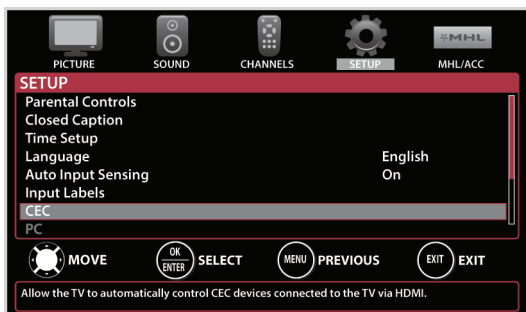 PICTURE SOUND CHANNELS SETUP MHL MHL/ACC
SETUP
Parental Controls
Closed Caption
Time Setup
Language English
Auto Input Sensing On
Input Labels
CEC
PC
MOVE OK ENTER SELECT MENU PREVIOUS EXIT EXIT
Allow the TV to automatically control CEC devices connected to the TV via HDMI.